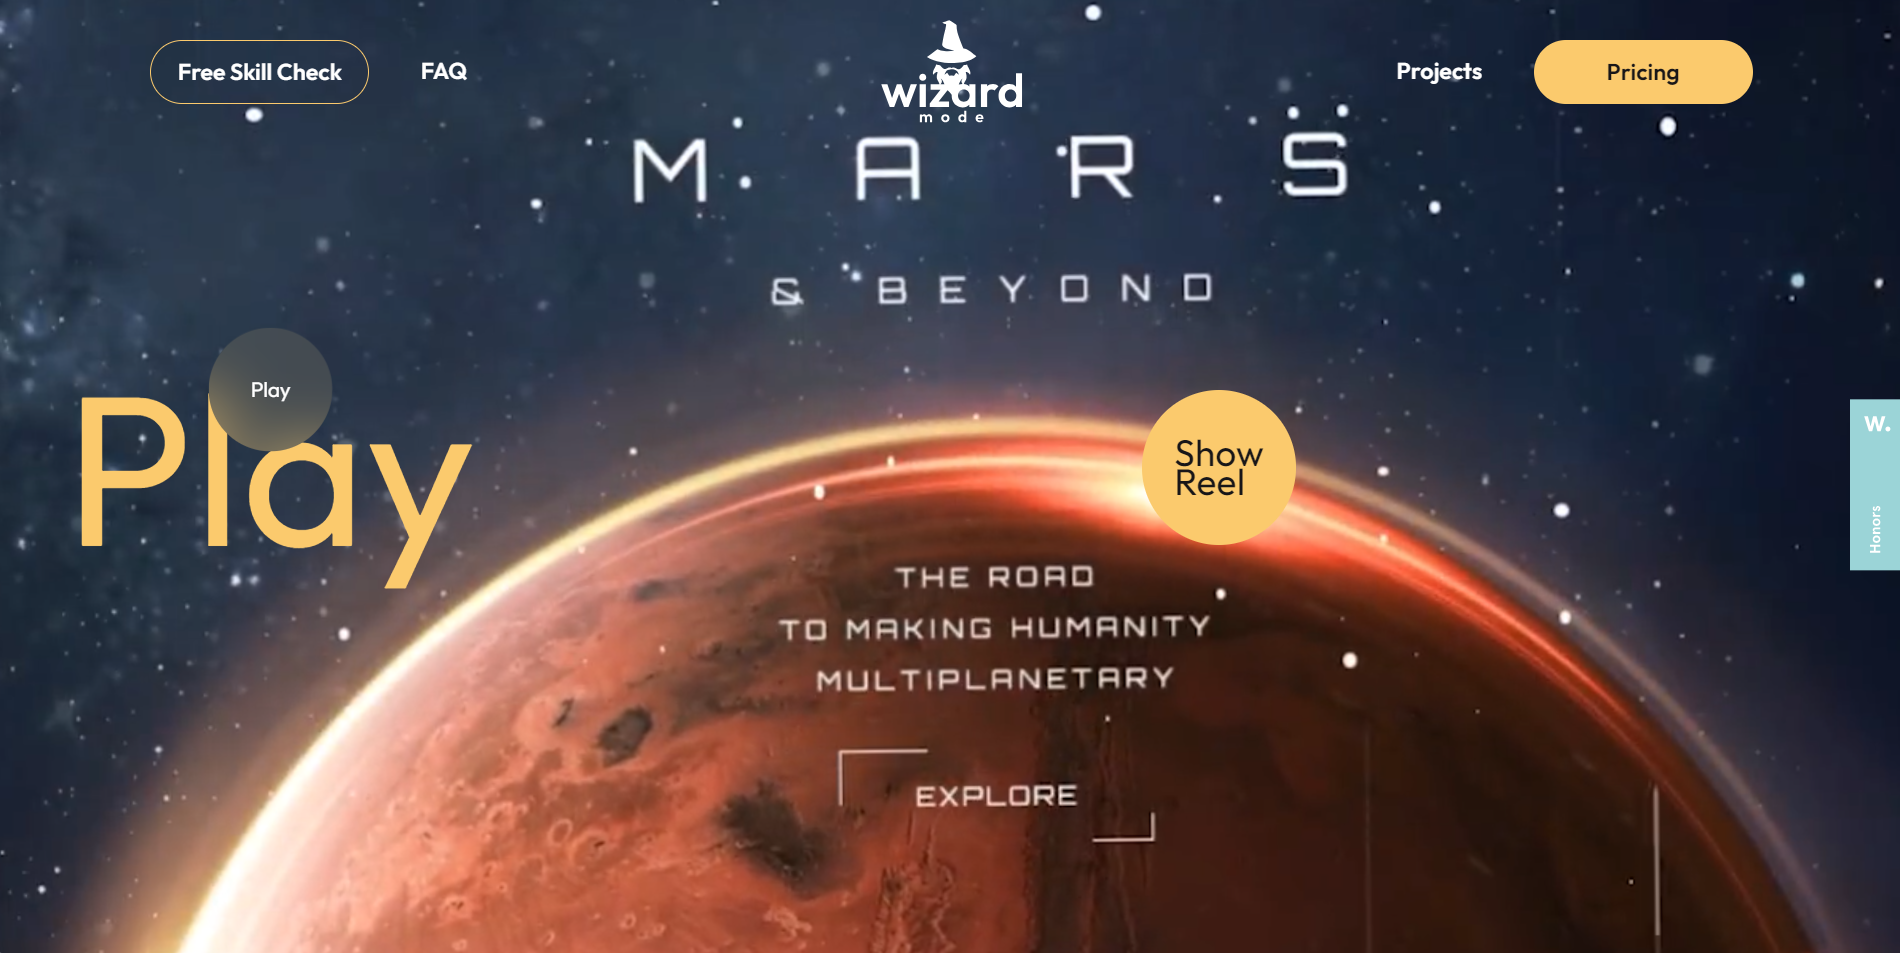 Free Skill Check
FAQ
wizard
mode
Projects
Pricing
MARS
& BEYOND
Play
Play
Show
Reel
W.
Honors
THE ROAD
TO MAKING HUMANITY
MULTIPLANETARY
EXPLORE